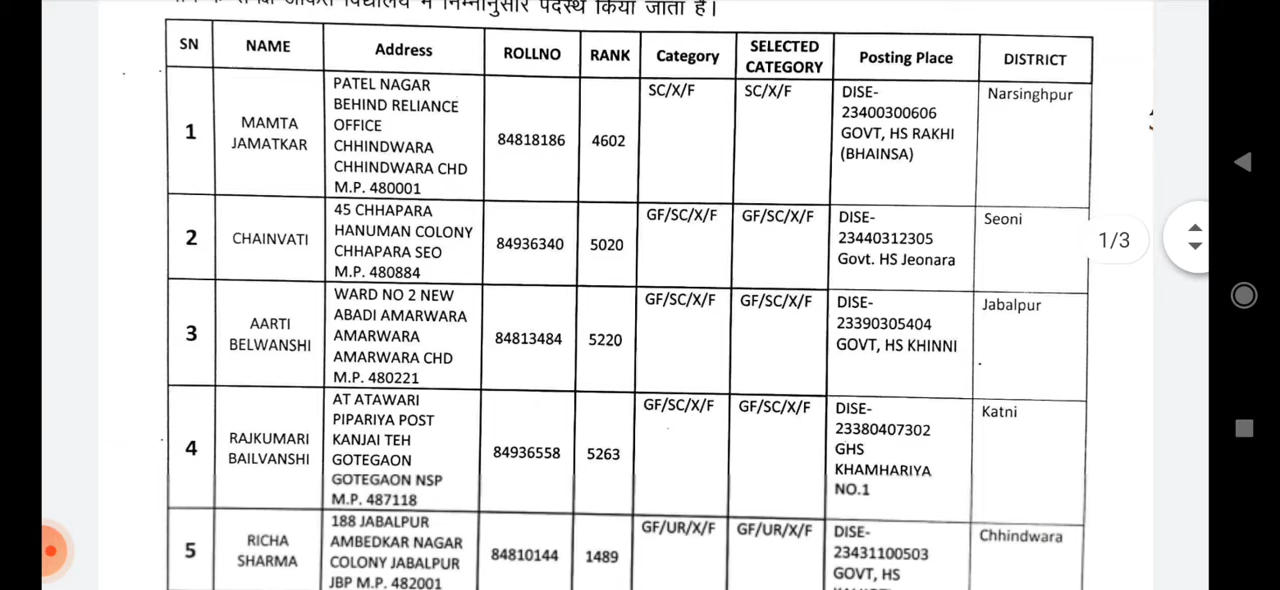 के समक्ष अंकित विद्यालय में निम्नानुसार पदस्थ किया जाता है।
SN NAME Address ROLLNO RANK Category SELECTED CATEGORY Posting Place DISTRICT
1
MAMTA
JAMATKAR
PATEL NAGAR
BEHIND RELIANCE
OFFICE
CHHINDWARA
CHHINDWARA CHD
M.P. 480001
84818186
4602
SC/X/F
SC/X/F
DISE-
23400300606
GOVT, HS RAKHI
(BHAINSA)
Narsinghpur
2
CHAINVATI
45 CHHAPARA
HANUMAN COLONY
CHHAPARA SEO
M.P. 480884
84936340
5020
GF/SC/X/F
GF/SC/X/F
DISE-
23440312305
Govt. HS Jeonara
Seoni
3
AARTI
BELWANSHI
WARD NO 2 NEW
ABADI AMARWARA
AMARWARA
AMARWARA CHD
M.P. 480221
84813484
5220
GF/SC/X/F
GF/SC/X/F
DISE-
23390305404
GOVT, HS KHINNI
Jabalpur
4
RAJKUMARI
BAILVANSHI
AT ATAWARI
PIPARIYA POST
KANJAI TEH
GOTEGAON
GOTEGAON NSP
M.P. 487118
84936558
5263
GF/SC/X/F
GF/SC/X/F
DISE-
23380407302
GHS
KHAMHARIYA
NO.1
Katni
5
RICHA
SHARMA
188 JABALPUR
AMBEDKAR NAGAR
COLONY JABALPUR
JBP M.P. 482001
84810144
1489
GF/UR/X/F
GF/UR/X/F
DISE-
23431100503
GOVT, HS
Chhindwara
1/3